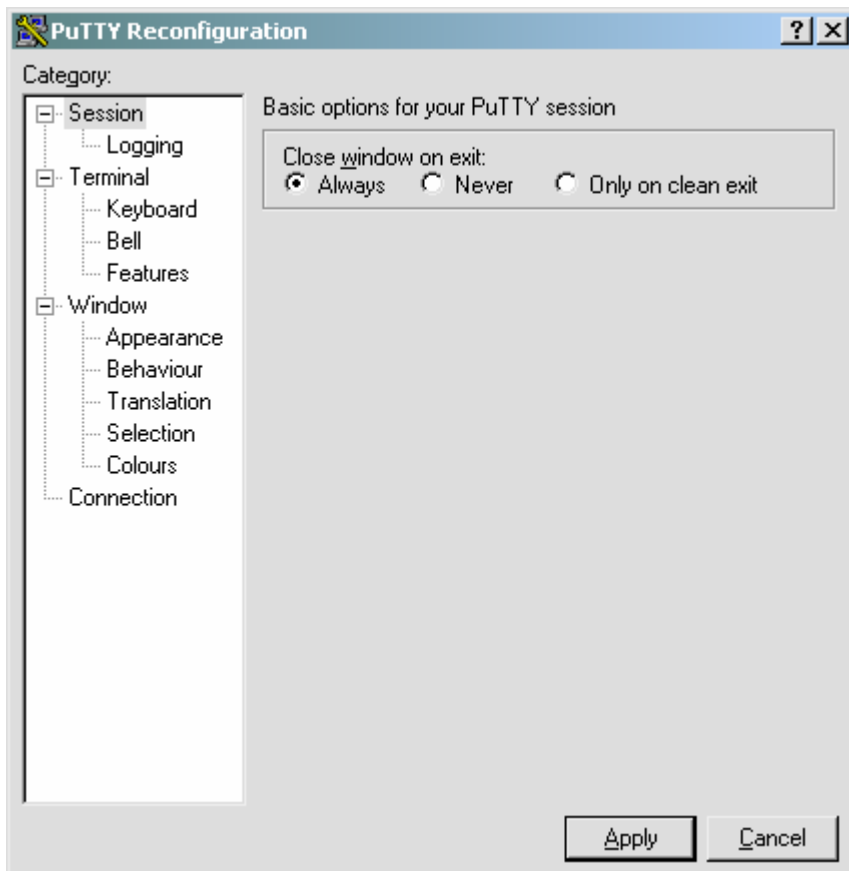 PuTTY Reconfiguration
Category:
Session
Logging
Terminal
Keyboard
Bell
Features
Window
Appearance
Behaviour
Translation
Selection
Colours
Connection
Basic options for your PuTTY session
Close window on exit:
Always Never Only on clean exit
Apply Cancel